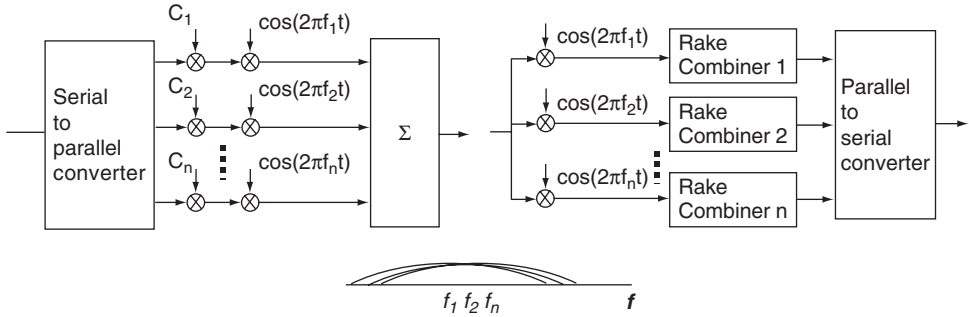 C₁
cos(2πf₁t)
C₂
cos(2πf₂t)
Cₙ
cos(2πfₙt)
Serial
to
parallel
converter
Σ
cos(2πf₁t)
cos(2πf₂t)
cos(2πfₙt)
Rake
Combiner 1
Rake
Combiner 2
Rake
Combiner n
Parallel
to
serial
converter
f₁ f₂ fₙ
f